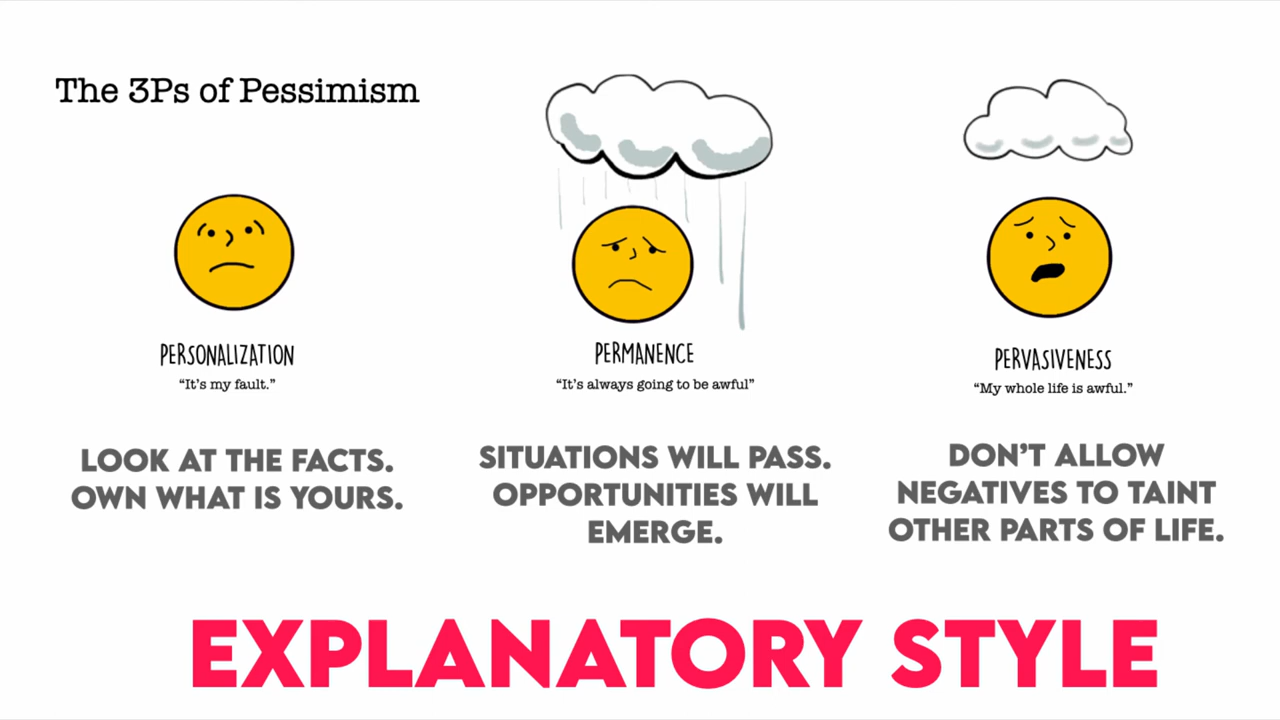 The 3Ps of Pessimism
PERSONALIZATION
“It’s my fault.”
LOOK AT THE FACTS.
OWN WHAT IS YOURS.
PERMANENCE
“It’s always going to be awful”
SITUATIONS WILL PASS.
OPPORTUNITIES WILL
EMERGE.
PERVASIVENESS
“My whole life is awful.”
DON’T ALLOW
NEGATIVES TO TAINT
OTHER PARTS OF LIFE.
EXPLANATORY STYLE